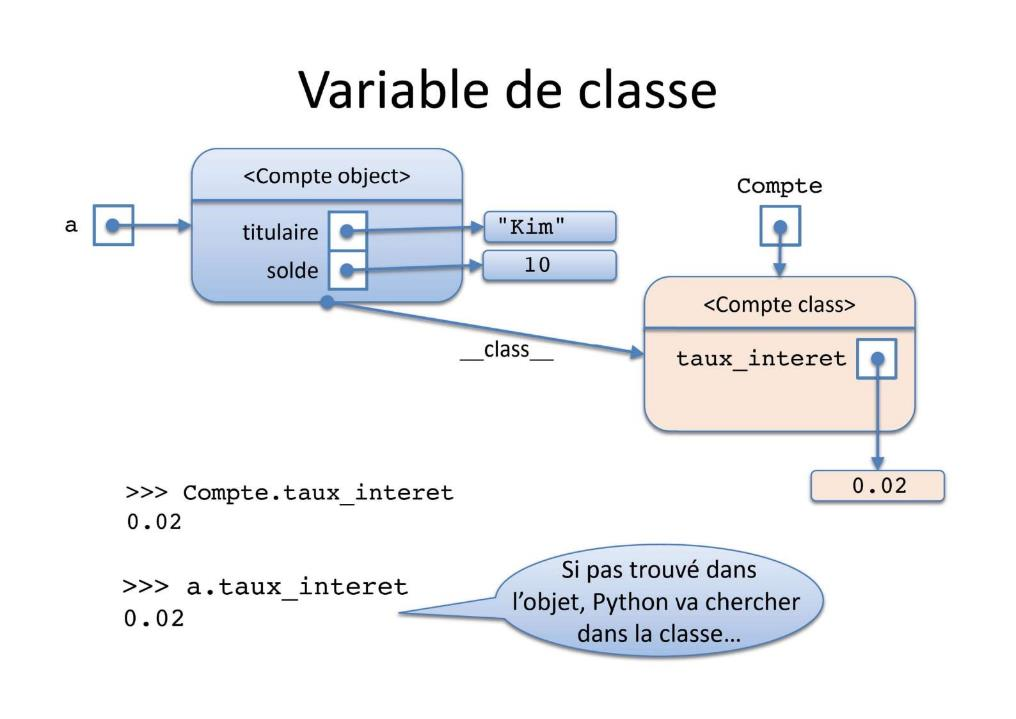 Variable de classe
<Compte object>
a
titulaire
"Kim"
solde
10
Compte
<Compte class>
__class__
taux_interet
0.02
>>> Compte.taux_interet
0.02
>>> a.taux_interet
0.02
Si pas trouvé dans
l’objet, Python va chercher
dans la classe…